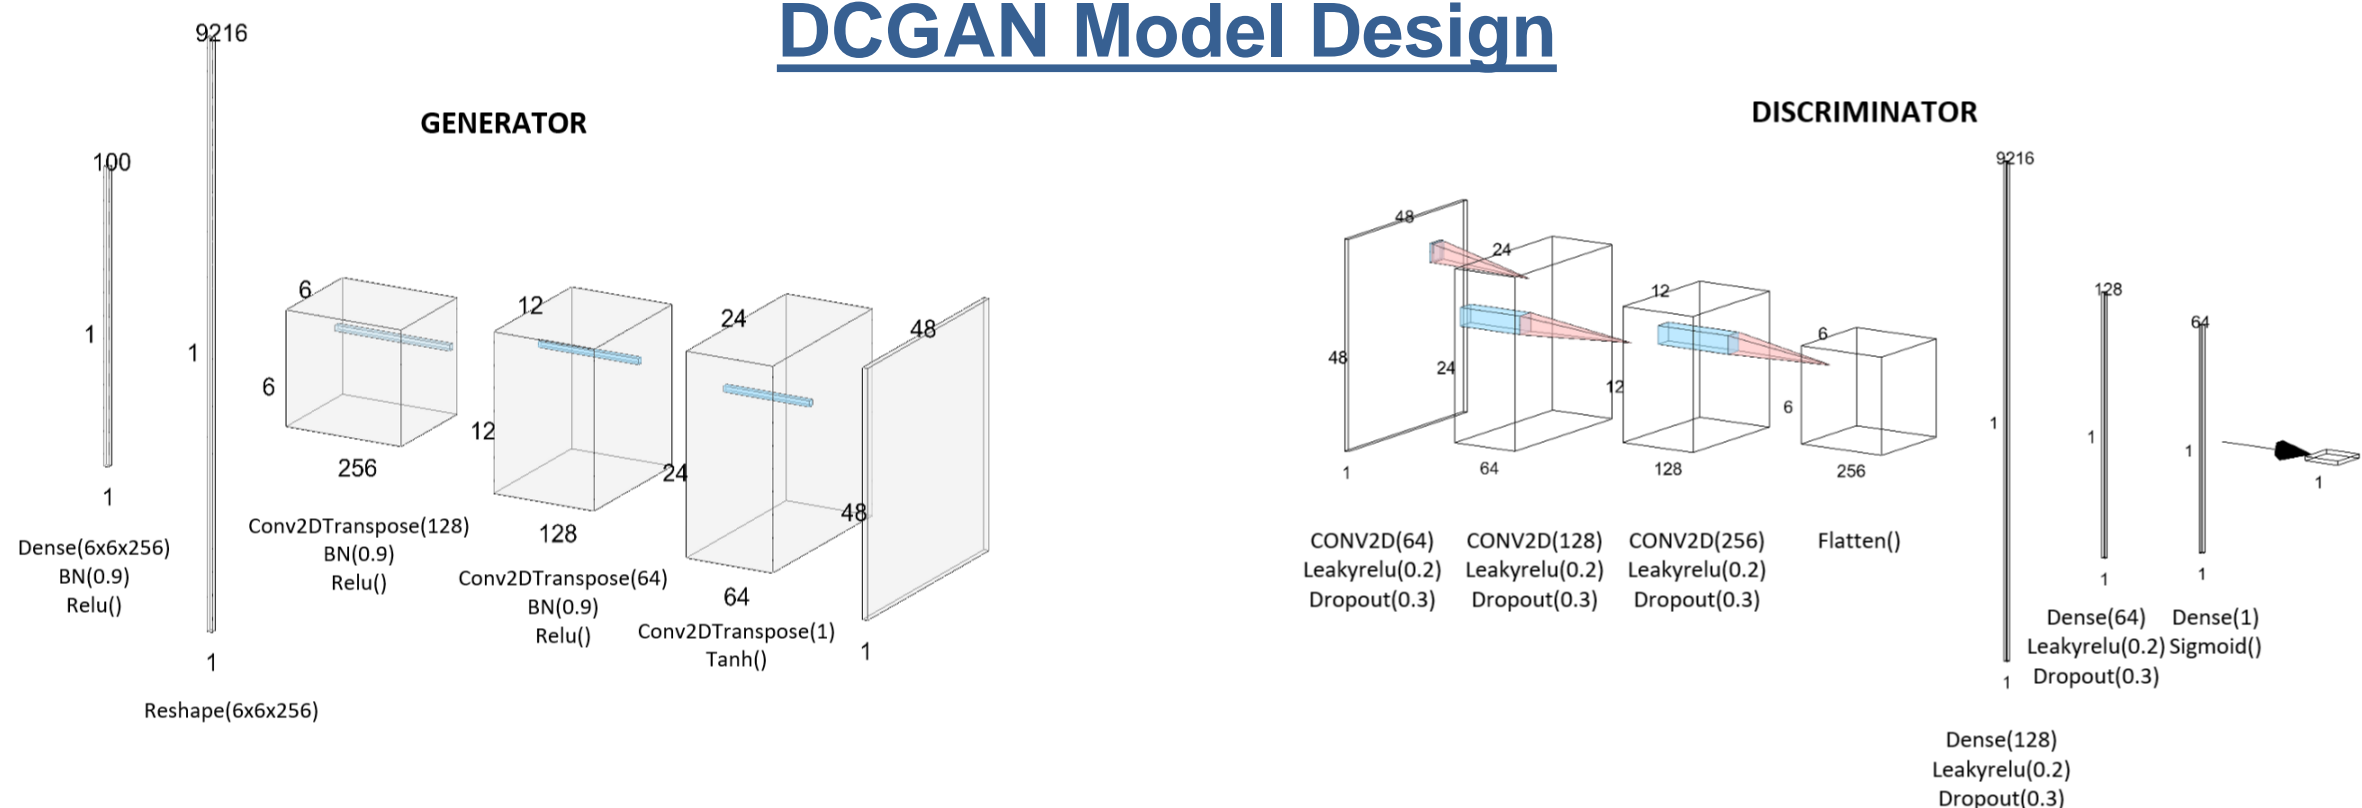 DCGAN Model Design
GENERATOR
100
1
1
Dense(6x6x256)
BN(0.9)
Relu()
9216
1
1
Reshape(6x6x256)
6
6
256
Conv2DTranspose(128)
BN(0.9)
Relu()
12
12
128
Conv2DTranspose(64)
BN(0.9)
Relu()
24
24
64
Conv2DTranspose(1)
Tanh()
48
48
1
DISCRIMINATOR
48
48
1
CONV2D(64)
Leakyrelu(0.2)
Dropout(0.3)
24
24
64
CONV2D(128)
Leakyrelu(0.2)
Dropout(0.3)
12
12
128
CONV2D(256)
Leakyrelu(0.2)
Dropout(0.3)
6
6
256
Flatten()
9216
1
1
Dense(128)
Leakyrelu(0.2)
Dropout(0.3)
128
1
1
Dense(64)
Leakyrelu(0.2)
Dropout(0.3)
64
1
1
Dense(1)
Sigmoid()
1